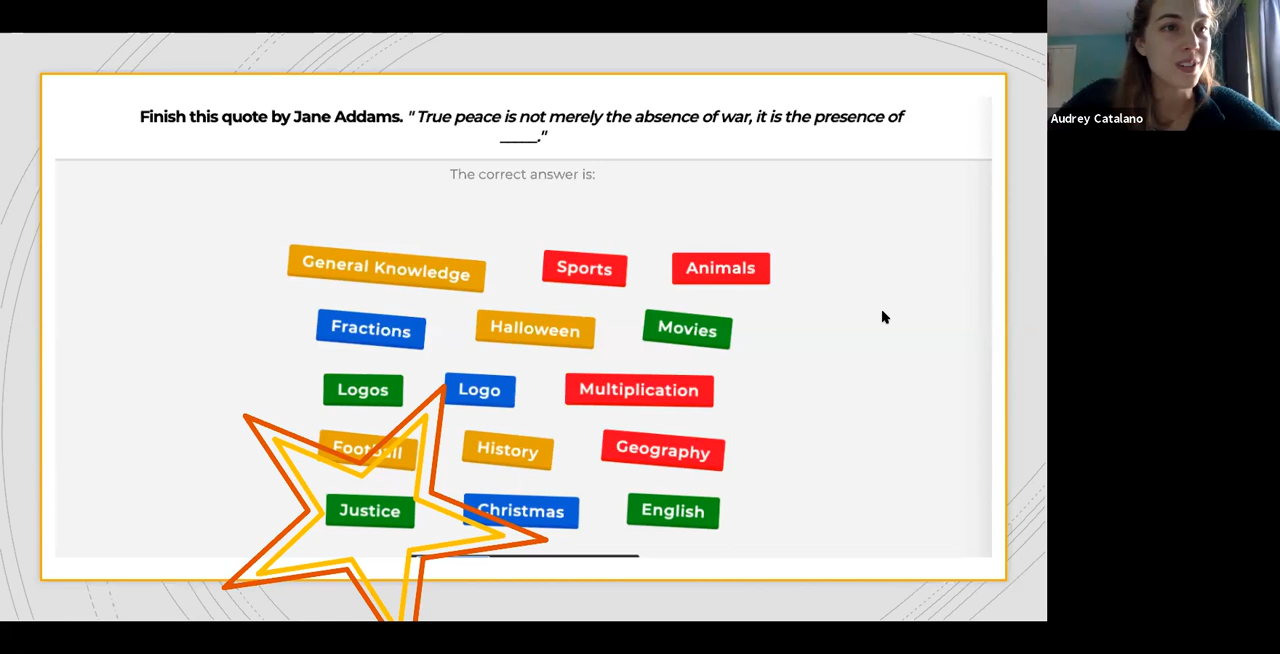 Finish this quote by Jane Addams. " True peace is not merely the absence of war, it is the presence of
_____."
The correct answer is:
General Knowledge Sports Animals
Fractions Halloween Movies
Logos Logo Multiplication
Football History Geography
Justice Christmas English
Audrey Catalano